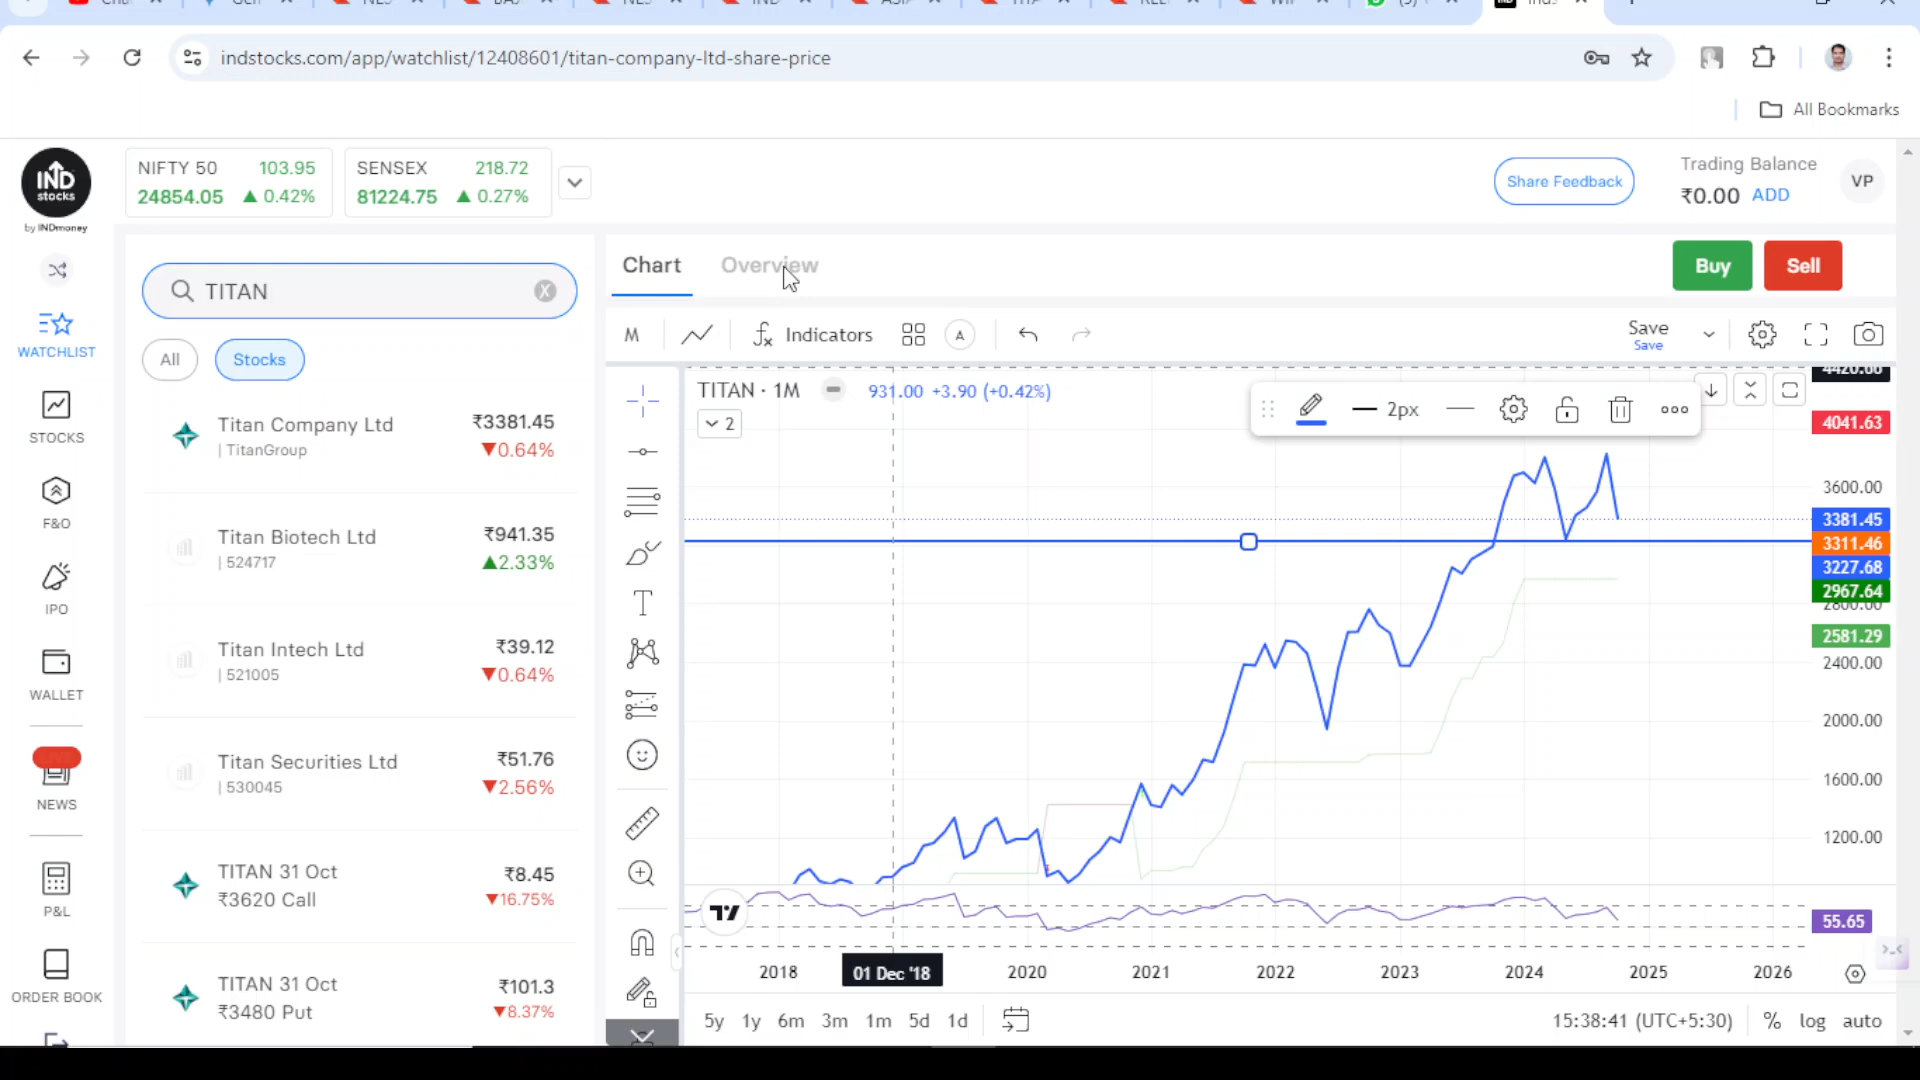 indstocks.com/app/watchlist/12408601/titan-company-ltd-share-price
All Bookmarks
IND
stocks
by INDmoney
NIFTY 50 103.95
24854.05 ▲ 0.42%
SENSEX 218.72
81224.75 ▲ 0.27%
Share Feedback
Trading Balance
₹0.00 ADD
VP
WATCHLIST
STOCKS
F&O
IPO
WALLET
NEWS
P&L
ORDER BOOK
TITAN
All Stocks
Titan Company Ltd ₹3381.45
| TitanGroup ▼0.64%
Titan Biotech Ltd ₹941.35
| 524717 ▲2.33%
Titan Intech Ltd ₹39.12
| 521005 ▼0.64%
Titan Securities Ltd ₹51.76
| 530045 ▼2.56%
TITAN 31 Oct ₹8.45
₹3620 Call ▼16.75%
TITAN 31 Oct ₹101.3
₹3480 Put ▼8.37%
Chart Overview
Buy Sell
M Indicators A
Save
Save
TITAN · 1M 931.00 +3.90 (+0.42%)
2
2px
4041.63
3600.00
3381.45
3311.46
3227.68
2967.64
2800.00
2581.29
2400.00
2000.00
1600.00
1200.00
55.65
2018 01 Dec '18 2020 2021 2022 2023 2024 2025 2026
5y 1y 6m 3m 1m 5d 1d
15:38:41 (UTC+5:30) % log auto